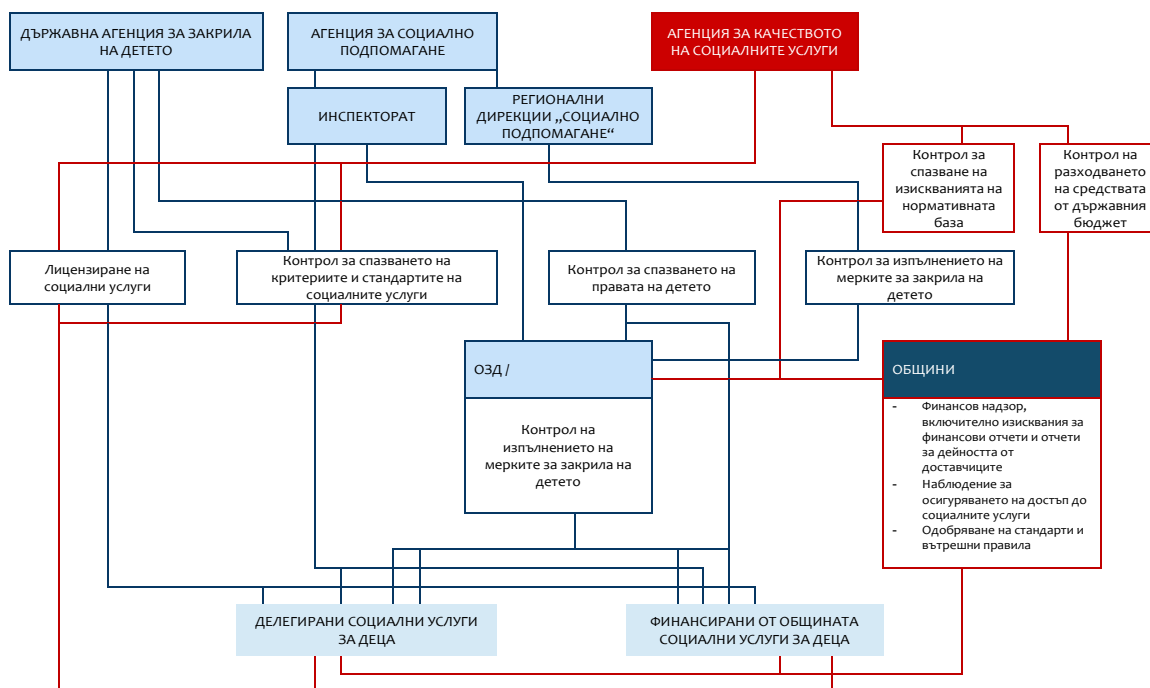 ДЪРЖАВНА АГЕНЦИЯ ЗА ЗАКРИЛА
НА ДЕТЕТО
АГЕНЦИЯ ЗА СОЦИАЛНО
ПОДПОМАГАНЕ
АГЕНЦИЯ ЗА КАЧЕСТВОТО
НА СОЦИАЛНИТЕ УСЛУГИ
ИНСПЕКТОРАТ
РЕГИОНАЛНИ
ДИРЕКЦИИ „СОЦИАЛНО
ПОДПОМАГАНЕ“
Контрол за
спазване на
изискванията на
нормативната
база
Контрол на
разходването
на средствата
от държавния
бюджет
Лицензиране на
социални услуги
Контрол за спазването на
критериите и стандартите на
социалните услуги
Контрол за спазването на
правата на детето
Контрол за изпълнението на
мерките за закрила на
детето
ОЗД /
Контрол на
изпълнението на
мерките за закрила на
детето
ОБЩИНИ
- Финансов надзор,
включително изисквания за
финансови отчети и отчети
за дейността от
доставчиците
- Наблюдение за
осигуряването на достъп до
социалните услуги
- Одобряване на стандарти и
вътрешни правила
ДЕЛЕГИРАНИ СОЦИАЛНИ УСЛУГИ
ЗА ДЕЦА
ФИНАНСИРАНИ ОТ ОБЩИНАТА
СОЦИАЛНИ УСЛУГИ ЗА ДЕЦА